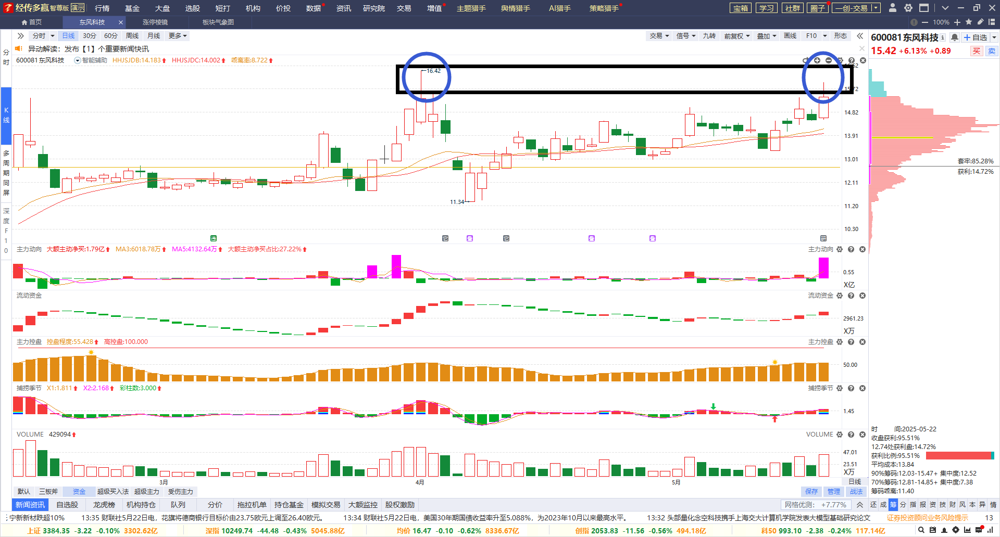 经传多赢 智尊版 演示 行情 基金 大盘 选股 短打 机构 价投 数据 资讯 研究院 交易 增值 主题猎手 舆情猎手 AI猎手 策略猎手 宝箱 学习 社群 圈子 一创-交易
首页 东风科技 涨停棱镜 板块气象图 100%
分时 日线 30分 60分 周线 月线 更多 交易 信号 九转 前复权 叠加 画线 F10 形态
600081东风科技 自选
15.42 +6.13% +0.89 买 卖
异动解读：发布【1】个重要新闻快讯
600081 东风科技 智能辅助 HHJSJDB:14.183 HHJSJDC:14.002 乖离率:8.722
分时
K线
多周期同屏
深度F10
16.42
11.34
15.72
14.82
13.91
13.01
12.11
11.20
10.30
套牢:85.28%
获利:14.72%
主力动向 大额主动净买:1.79亿 MA3:6018.78万 MA5:4132.64万 大额主动净买占比:27.22% 主力动向
0.55
X亿
流动资金 流动资金
2961.23
X万
主力控盘 控盘程度:55.428 高控盘:100.000 主力控盘
50.00
捕捞季节 X1:1.811 X2:2.168 彩柱数:3.000 捕捞季节
1.45
VOLUME 429094 VOLUME
47.01
23.51
X万
3月 4月 5月 日线
时 间:2025-05-22
收盘获利:95.51%
12.74处获利盘:14.72%
获利比例:95.51%
平均成本:13.84
90%筹码:12.03-15.47+ 集中度:12.52
70%筹码:12.81-14.85+ 集中度:7.38
筹码乖离:11.40
默认 三板斧 资金 超级买入法 超级主力 受伤主力 保存 管理 战法
新闻资讯 自选股 龙虎榜 机构持仓 队列 分价 拖拉机单 持仓基金 模拟交易 大额监控 股权激励 网格优测: +7.77% 还 成 筹 分 指 报 资 技 财 风 本 异 情
宁新新材跌超10% 13:35 财联社5月22日电，花旗将德商银行目标价由23.75欧元上调至26.40欧元。 13:34 财联社5月22日电，美国30年期国债收益率升至5.088%，为2023年10月以来最高水平。 13:32 头部量化念空科技携手上海交大计算机学院发表大模型基础研究论文 证券投资顾问业务风险提示 13
上证 3384.35 -3.22 -0.10% 3302.62亿 深指 10249.74 -44.48 -0.43% 5045.88亿 均价 16.47 -0.10 -0.62% 8336.67亿 创指 2053.83 -11.56 -0.56% 494.18亿 科50 993.10 -2.38 -0.24% 117.14亿